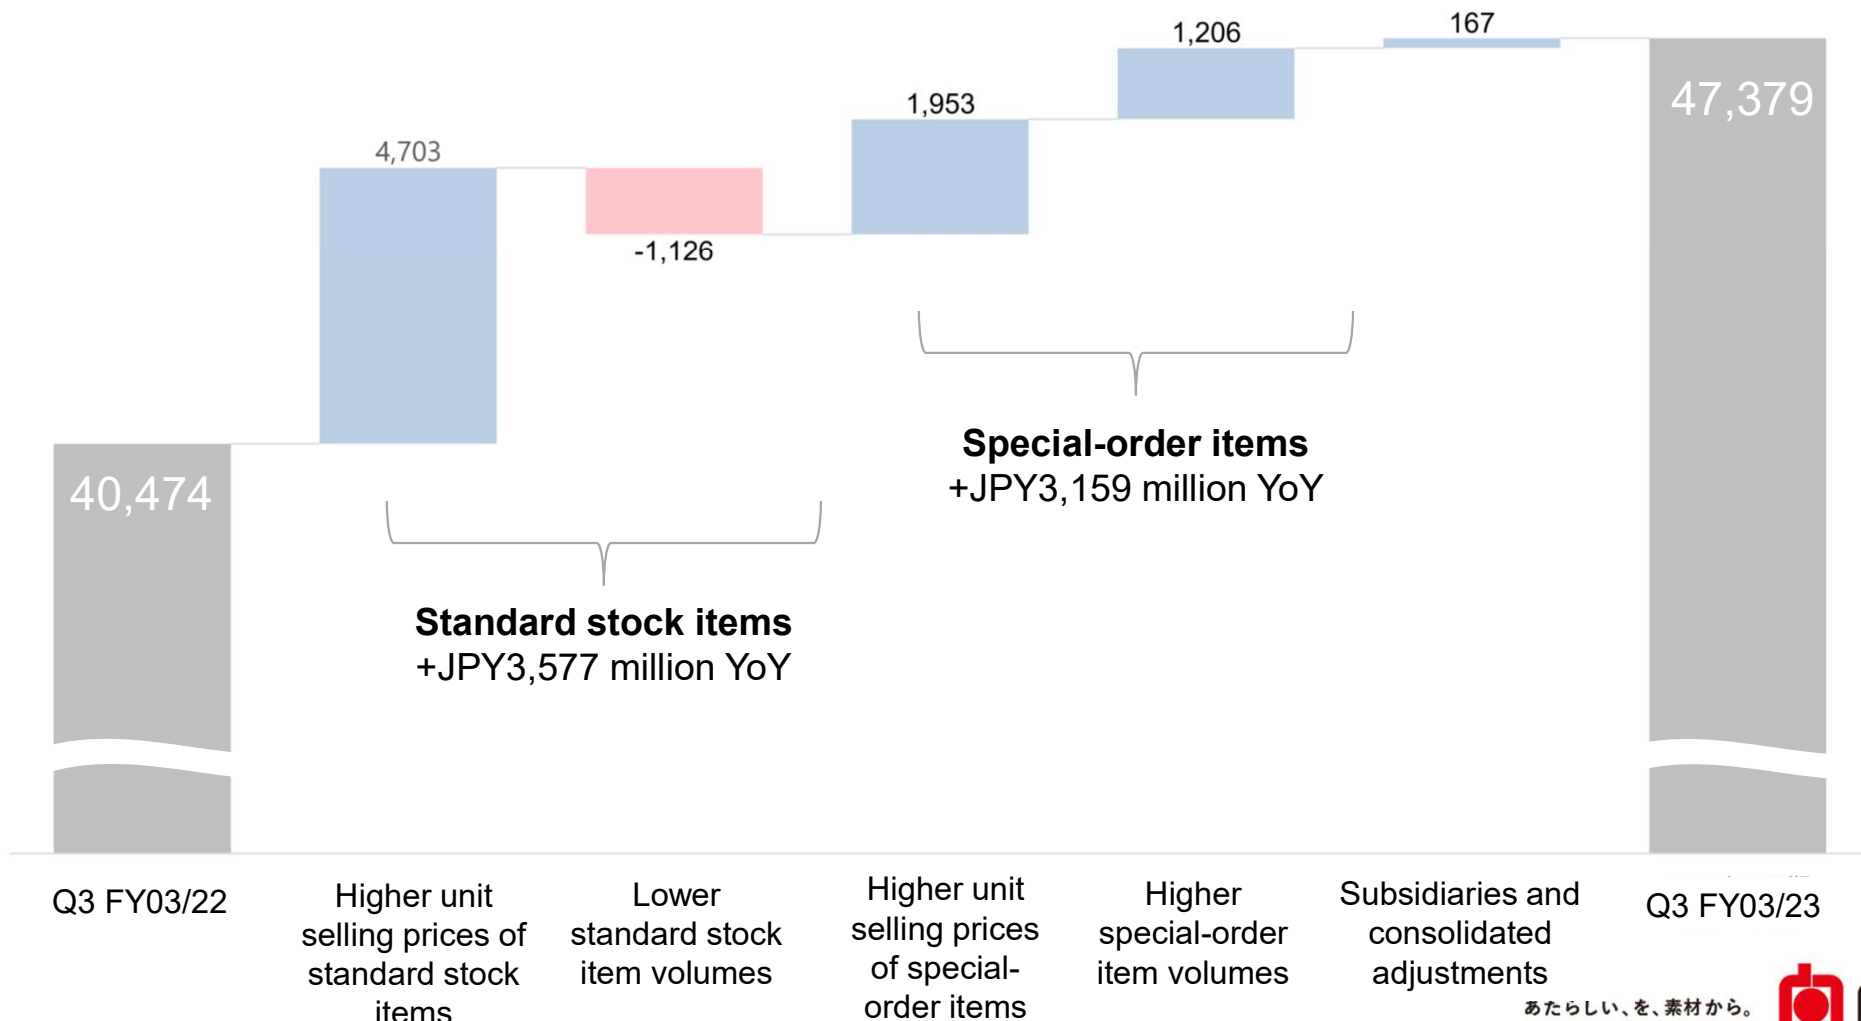 167
1,206
47,379
1,953
4,703
-1,126
Special-order items
+JPY3,159 million YoY
40,474
Standard stock items
+JPY3,577 million YoY
Q3 FY03/22
Higher unit
selling prices of
standard stock
items
Lower
standard stock
item volumes
Higher unit
selling prices
of special-
order items
Higher
special-order
item volumes
Subsidiaries and
consolidated
adjustments
Q3 FY03/23
あたらしい、を、素材から。